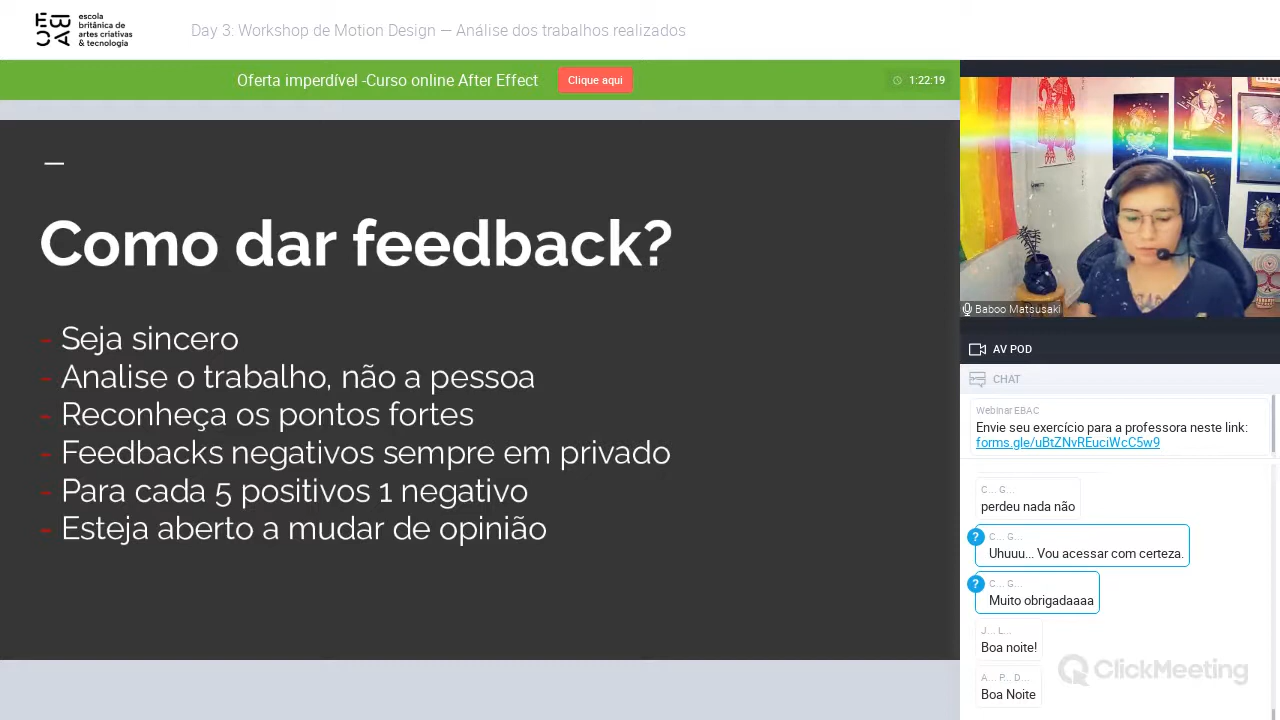 EBAC
escola
britânica de
artes criativas
& tecnologia
Day 3: Workshop de Motion Design — Análise dos trabalhos realizados
Oferta imperdível -Curso online After Effect
Clique aqui
1:22:19
Como dar feedback?
- Seja sincero
- Analise o trabalho, não a pessoa
- Reconheça os pontos fortes
- Feedbacks negativos sempre em privado
- Para cada 5 positivos 1 negativo
- Esteja aberto a mudar de opinião
Baboo Matsusaki
AV POD
CHAT
Webinar EBAC
Envie seu exercício para a professora neste link:
forms.gle/uBtZNvREuciWcC5w9
C... G...
perdeu nada não
? C... G...
Uhuuu... Vou acessar com certeza.
? C... G...
Muito obrigadaaaa
J... L...
Boa noite!
A... P... D...
Boa Noite
ClickMeeting